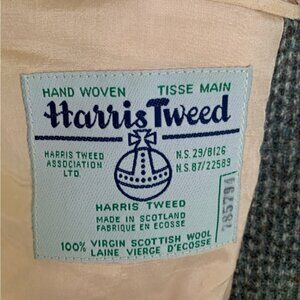 HAND WOVEN TISSE MAIN
Harris Tweed
HARRIS TWEED
ASSOCIATION
LTD.
N.S. 29/8126
N.S. 87/22589
HARRIS TWEED
MADE IN SCOTLAND
FABRIQUE EN ECOSSE
100% VIRGIN SCOTTISH WOOL
LAINE VIERGE D'ECOSSE
785794